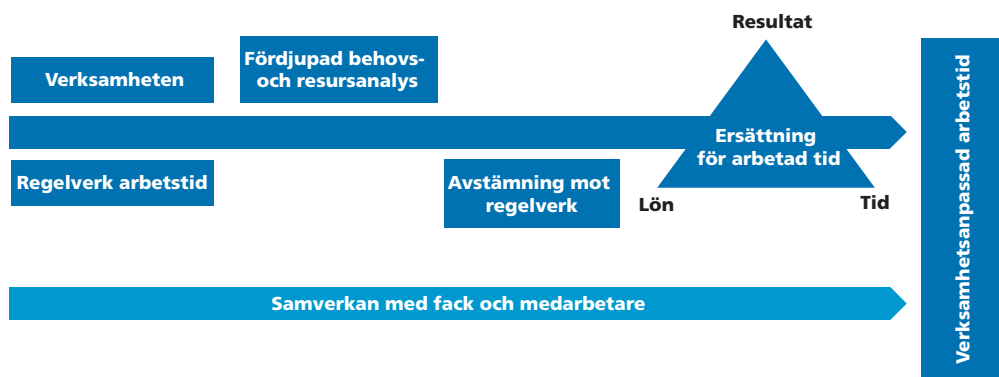 Resultat
Verksamheten
Fördjupad behovs-
och resursanalys
Ersättning
för arbetad tid
Regelverk arbetstid
Avstämning mot
regelverk
Lön
Tid
Samverkan med fack och medarbetare
Verksamhetsanpassad arbetstid